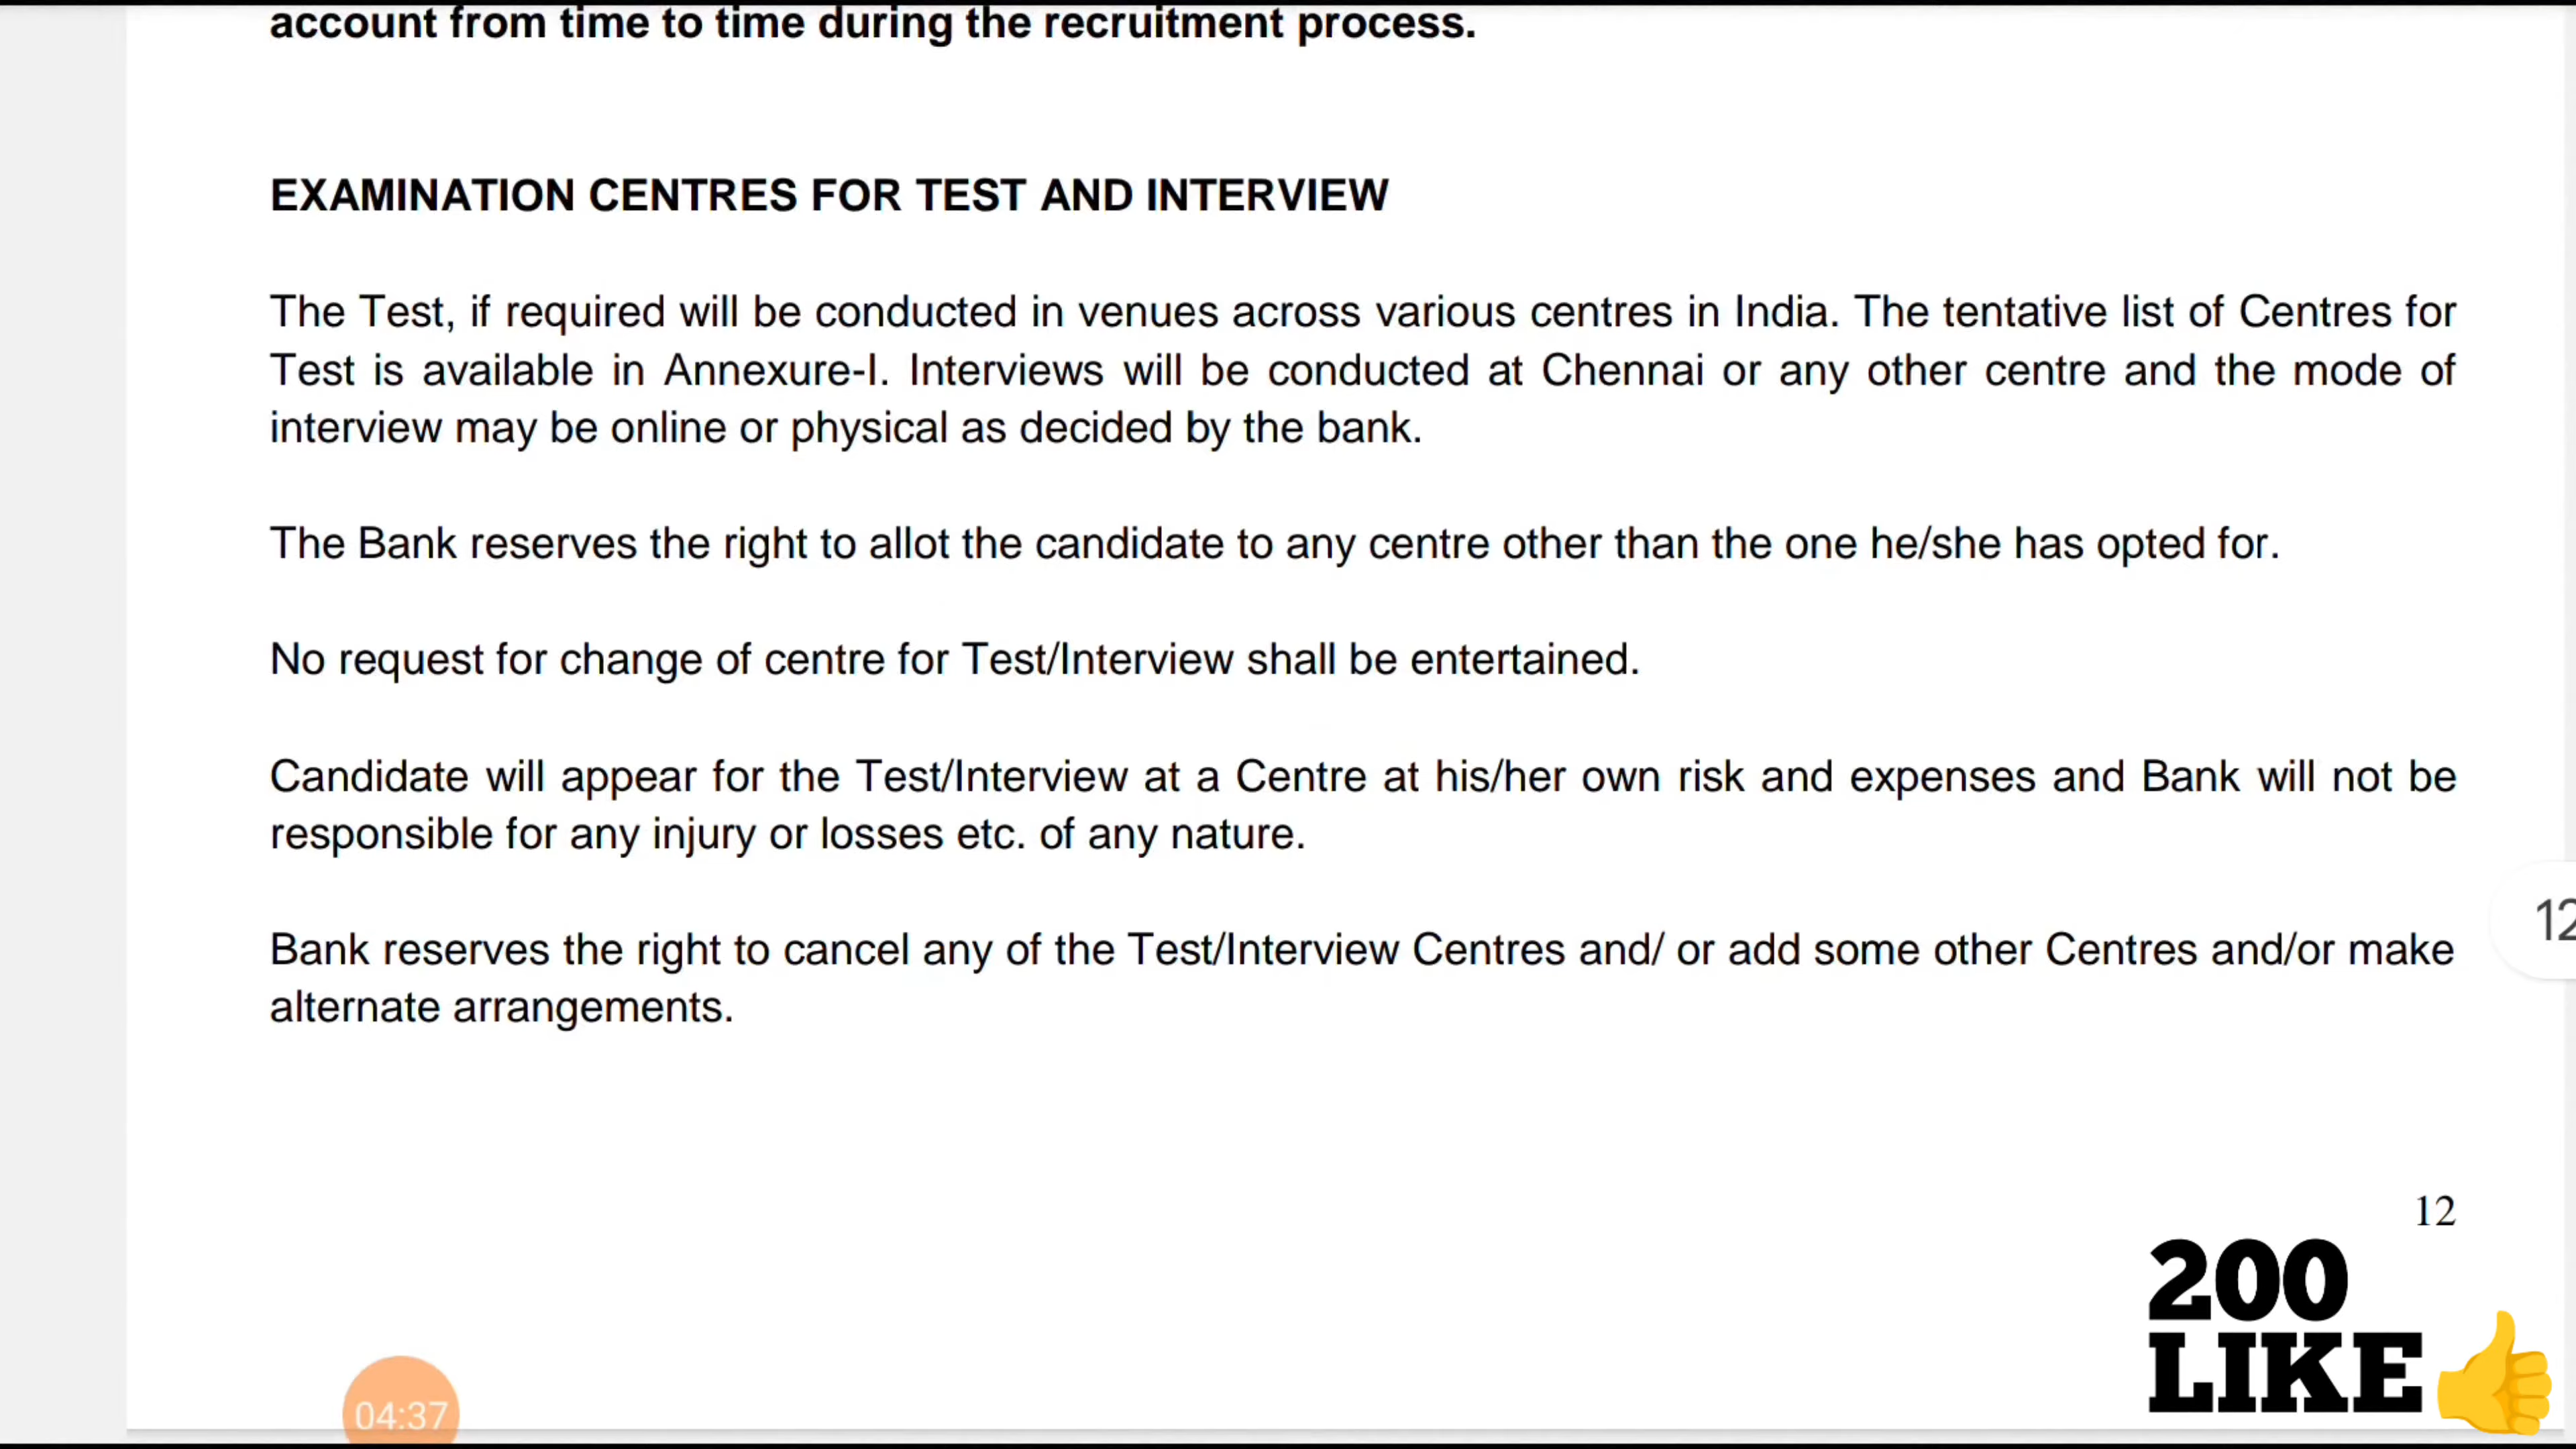 account from time to time during the recruitment process.
EXAMINATION CENTRES FOR TEST AND INTERVIEW
The Test, if required will be conducted in venues across various centres in India. The tentative list of Centres for
Test is available in Annexure-I. Interviews will be conducted at Chennai or any other centre and the mode of
interview may be online or physical as decided by the bank.
The Bank reserves the right to allot the candidate to any centre other than the one he/she has opted for.
No request for change of centre for Test/Interview shall be entertained.
Candidate will appear for the Test/Interview at a Centre at his/her own risk and expenses and Bank will not be
responsible for any injury or losses etc. of any nature.
12
Bank reserves the right to cancel any of the Test/Interview Centres and/ or add some other Centres and/or make
alternate arrangements.
12
200
LIKE
04:37